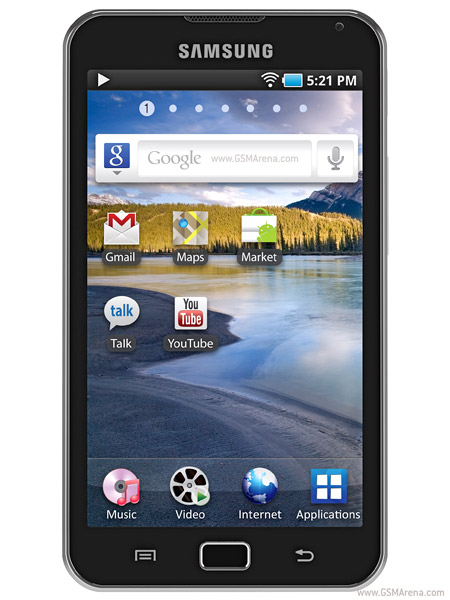 SAMSUNG
5:21 PM
1
g Google www.GSMArena.com
Gmail Maps Market
talk You Tube
Talk YouTube
Music Video Internet Applications
www.GSMArena.com